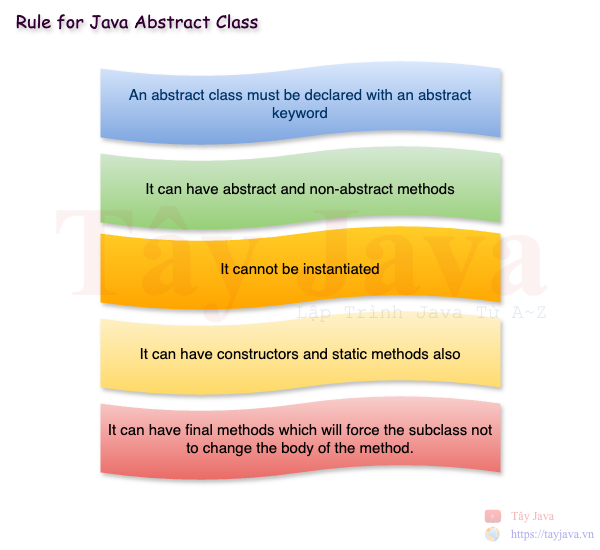 Rule for Java Abstract Class
An abstract class must be declared with an abstract
keyword
It can have abstract and non-abstract methods
Tây Java
It cannot be instantiated
Lập Trình Java Từ A~Z
It can have constructors and static methods also
It can have final methods which will force the subclass not
to change the body of the method.
Tây Java
https://tayjava.vn